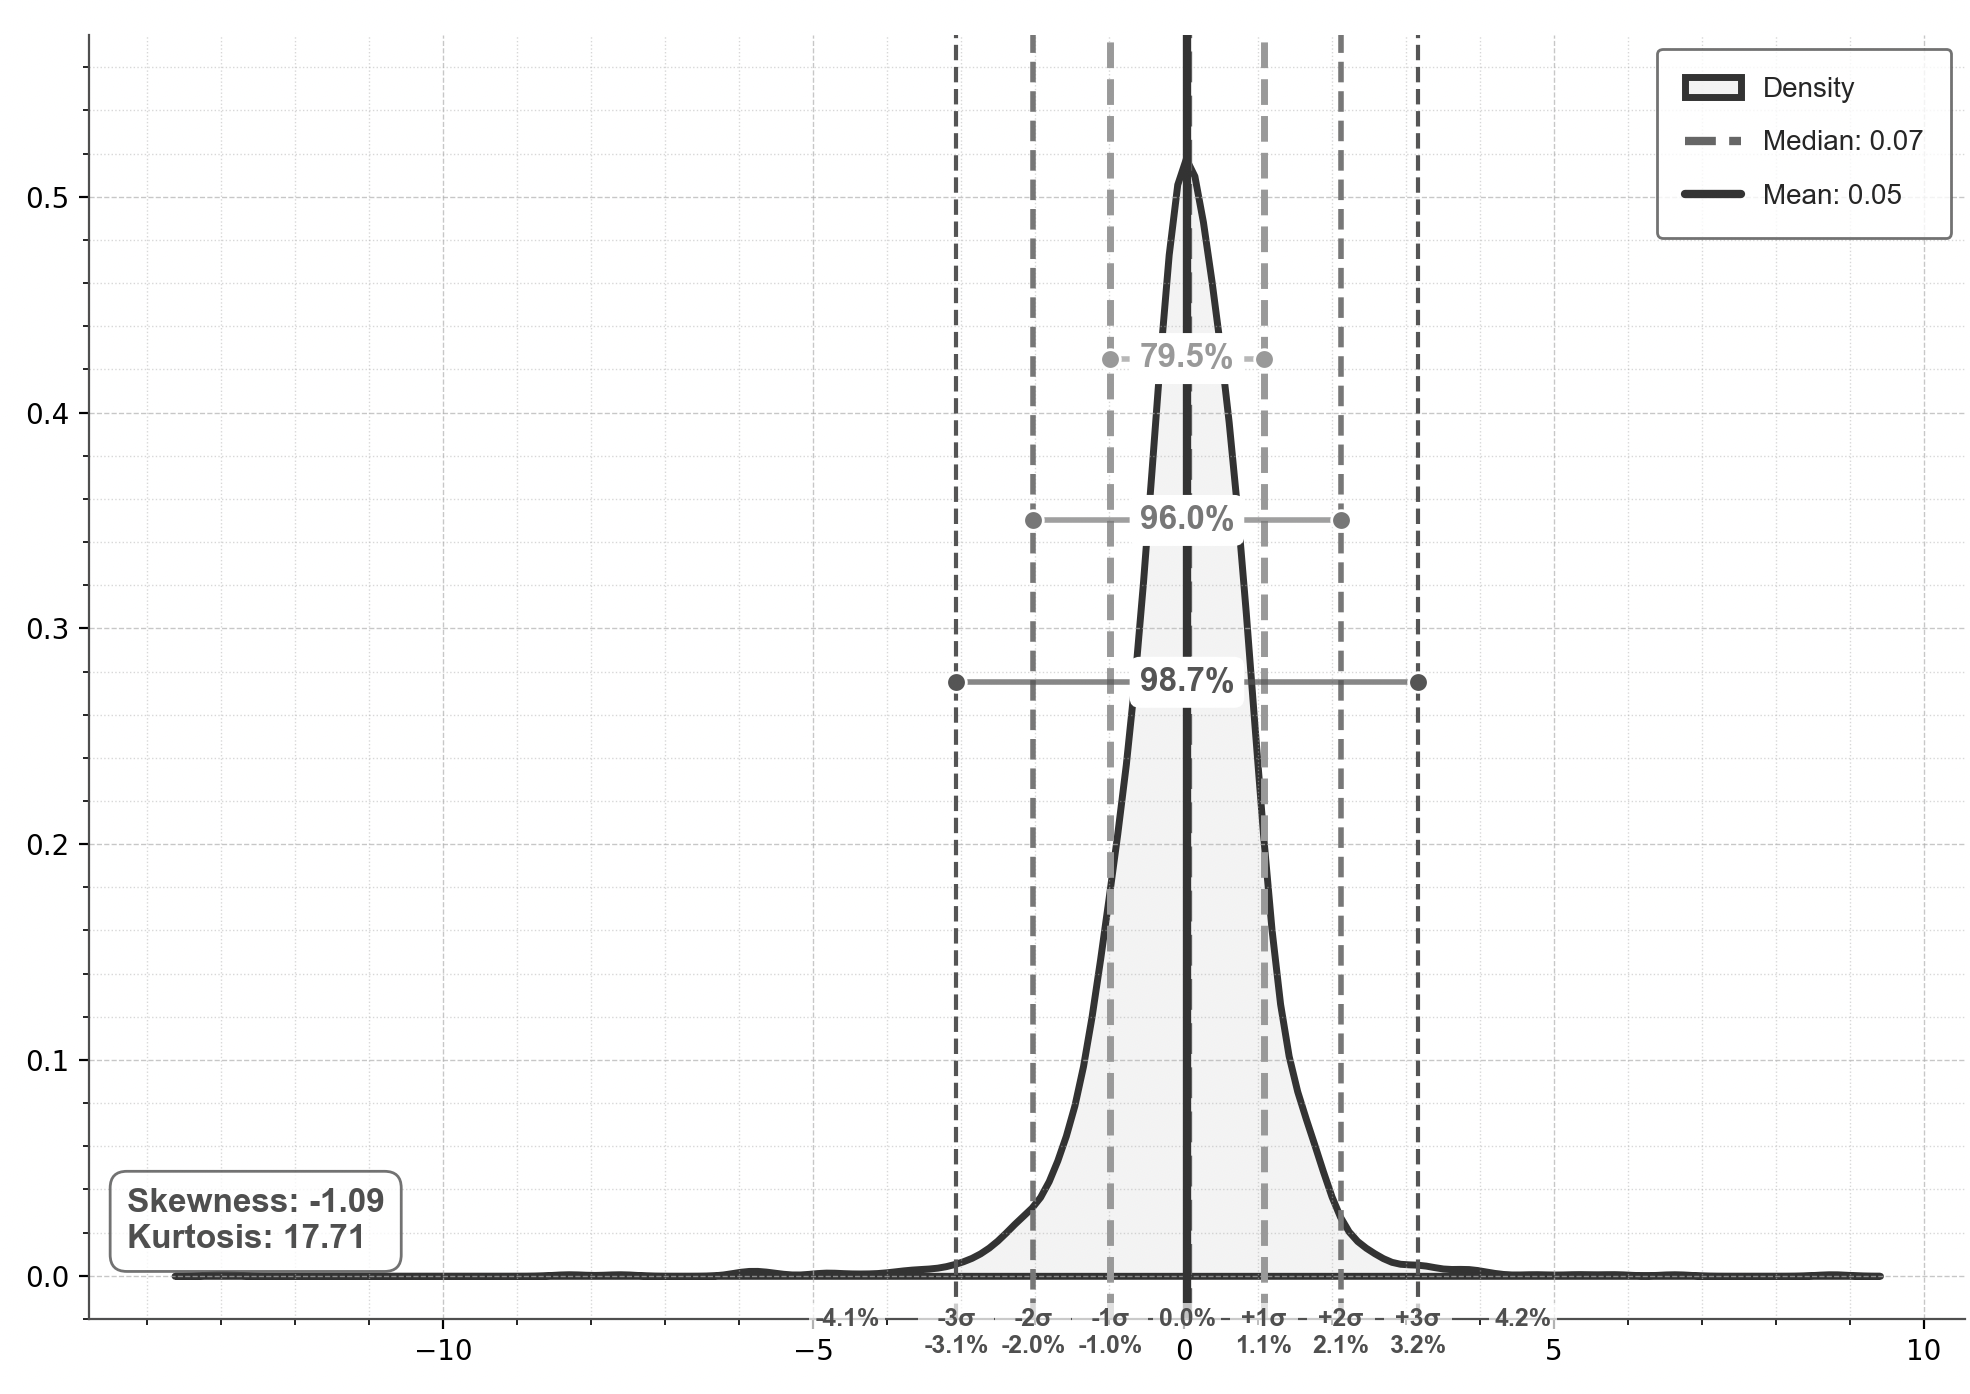 Density
Median: 0.07
Mean: 0.05
0.5
0.4
0.3
0.2
0.1
0.0
79.5%
96.0%
98.7%
Skewness: -1.09
Kurtosis: 17.71
-4.1% -3σ -2σ -1σ 0.0% +1σ +2σ +3σ 4.2%
-3.1% -2.0% -1.0% 1.1% 2.1% 3.2%
−10 −5 0 5 10